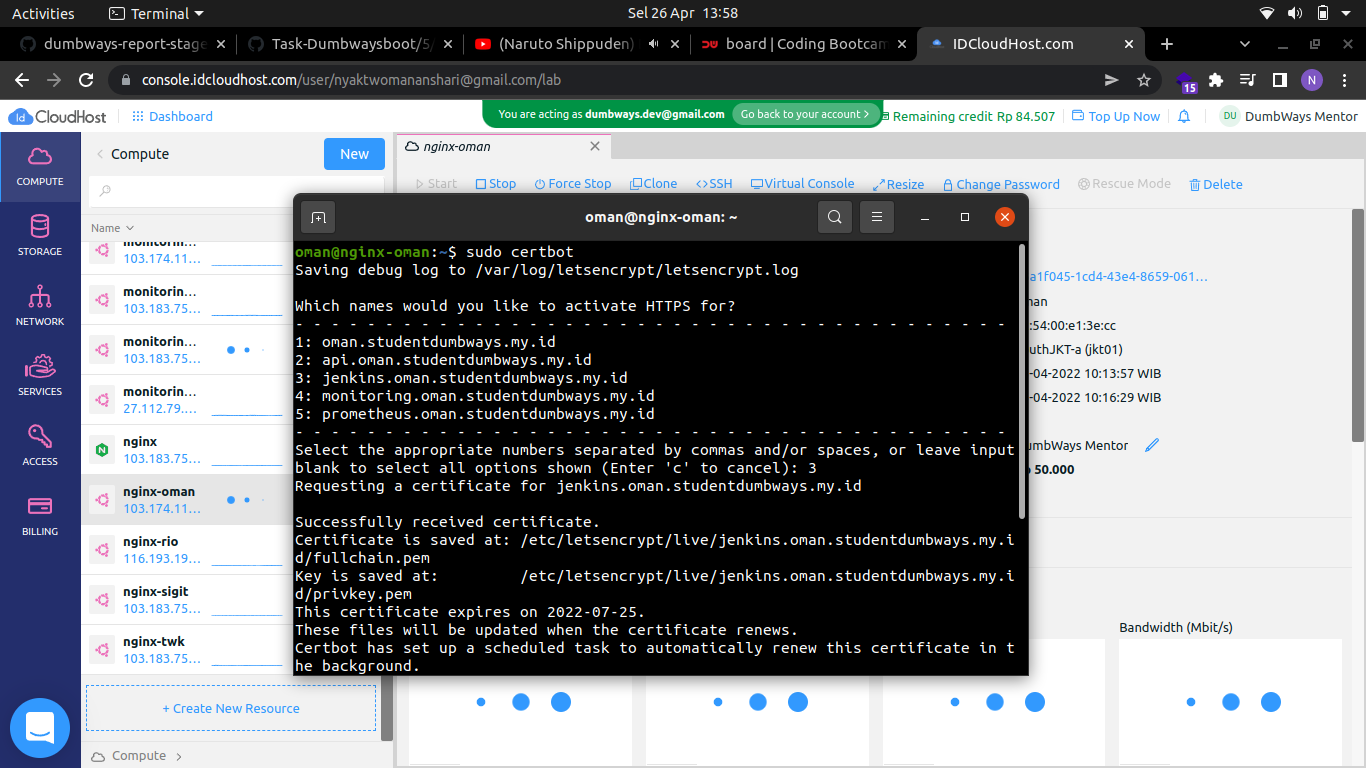 Activities
Terminal
Sel 26 Apr 13:58
dumbways-report-stage
Task-Dumbwaysboot/5/
(Naruto Shippuden)
board | Coding Bootcam
IDCloudHost.com
console.idcloudhost.com/user/nyaktwomananshari@gmail.com/lab
15
N
Id CloudHost
Dashboard
You are acting as dumbways.dev@gmail.com
Go back to your account >
Remaining credit Rp 84.507
Top Up Now
DU
DumbWays Mentor
COMPUTE
STORAGE
NETWORK
SERVICES
ACCESS
BILLING
Compute
New
Name
monitorin...
103.174.11...
monitorin...
103.183.75...
monitorin...
103.183.75...
monitorin...
27.112.79....
nginx
103.183.75...
nginx-oman
103.174.11...
nginx-rio
116.193.19...
nginx-sigit
103.183.75...
nginx-twk
103.183.75...
+ Create New Resource
Compute >
nginx-oman
Start
Stop
Force Stop
Clone
<>SSH
Virtual Console
Resize
Change Password
Rescue Mode
Delete
a1f045-1cd4-43e4-8659-061...
man
:54:00:e1:3e:cc
uthJKT-a (jkt01)
-04-2022 10:13:57 WIB
-04-2022 10:16:29 WIB
umbWays Mentor
50.000
Bandwidth (Mbit/s)
oman@nginx-oman: ~
oman@nginx-oman:~$ sudo certbot
Saving debug log to /var/log/letsencrypt/letsencrypt.log
Which names would you like to activate HTTPS for?
- - - - - - - - - - - - - - - - - - - - - - - - - - - - - - - - - - - - - - - -
1: oman.studentdumbways.my.id
2: api.oman.studentdumbways.my.id
3: jenkins.oman.studentdumbways.my.id
4: monitoring.oman.studentdumbways.my.id
5: prometheus.oman.studentdumbways.my.id
- - - - - - - - - - - - - - - - - - - - - - - - - - - - - - - - - - - - - - - -
Select the appropriate numbers separated by commas and/or spaces, or leave input
blank to select all options shown (Enter 'c' to cancel): 3
Requesting a certificate for jenkins.oman.studentdumbways.my.id
Successfully received certificate.
Certificate is saved at: /etc/letsencrypt/live/jenkins.oman.studentdumbways.my.i
d/fullchain.pem
Key is saved at:         /etc/letsencrypt/live/jenkins.oman.studentdumbways.my.i
d/privkey.pem
This certificate expires on 2022-07-25.
These files will be updated when the certificate renews.
Certbot has set up a scheduled task to automatically renew this certificate in t
he background.